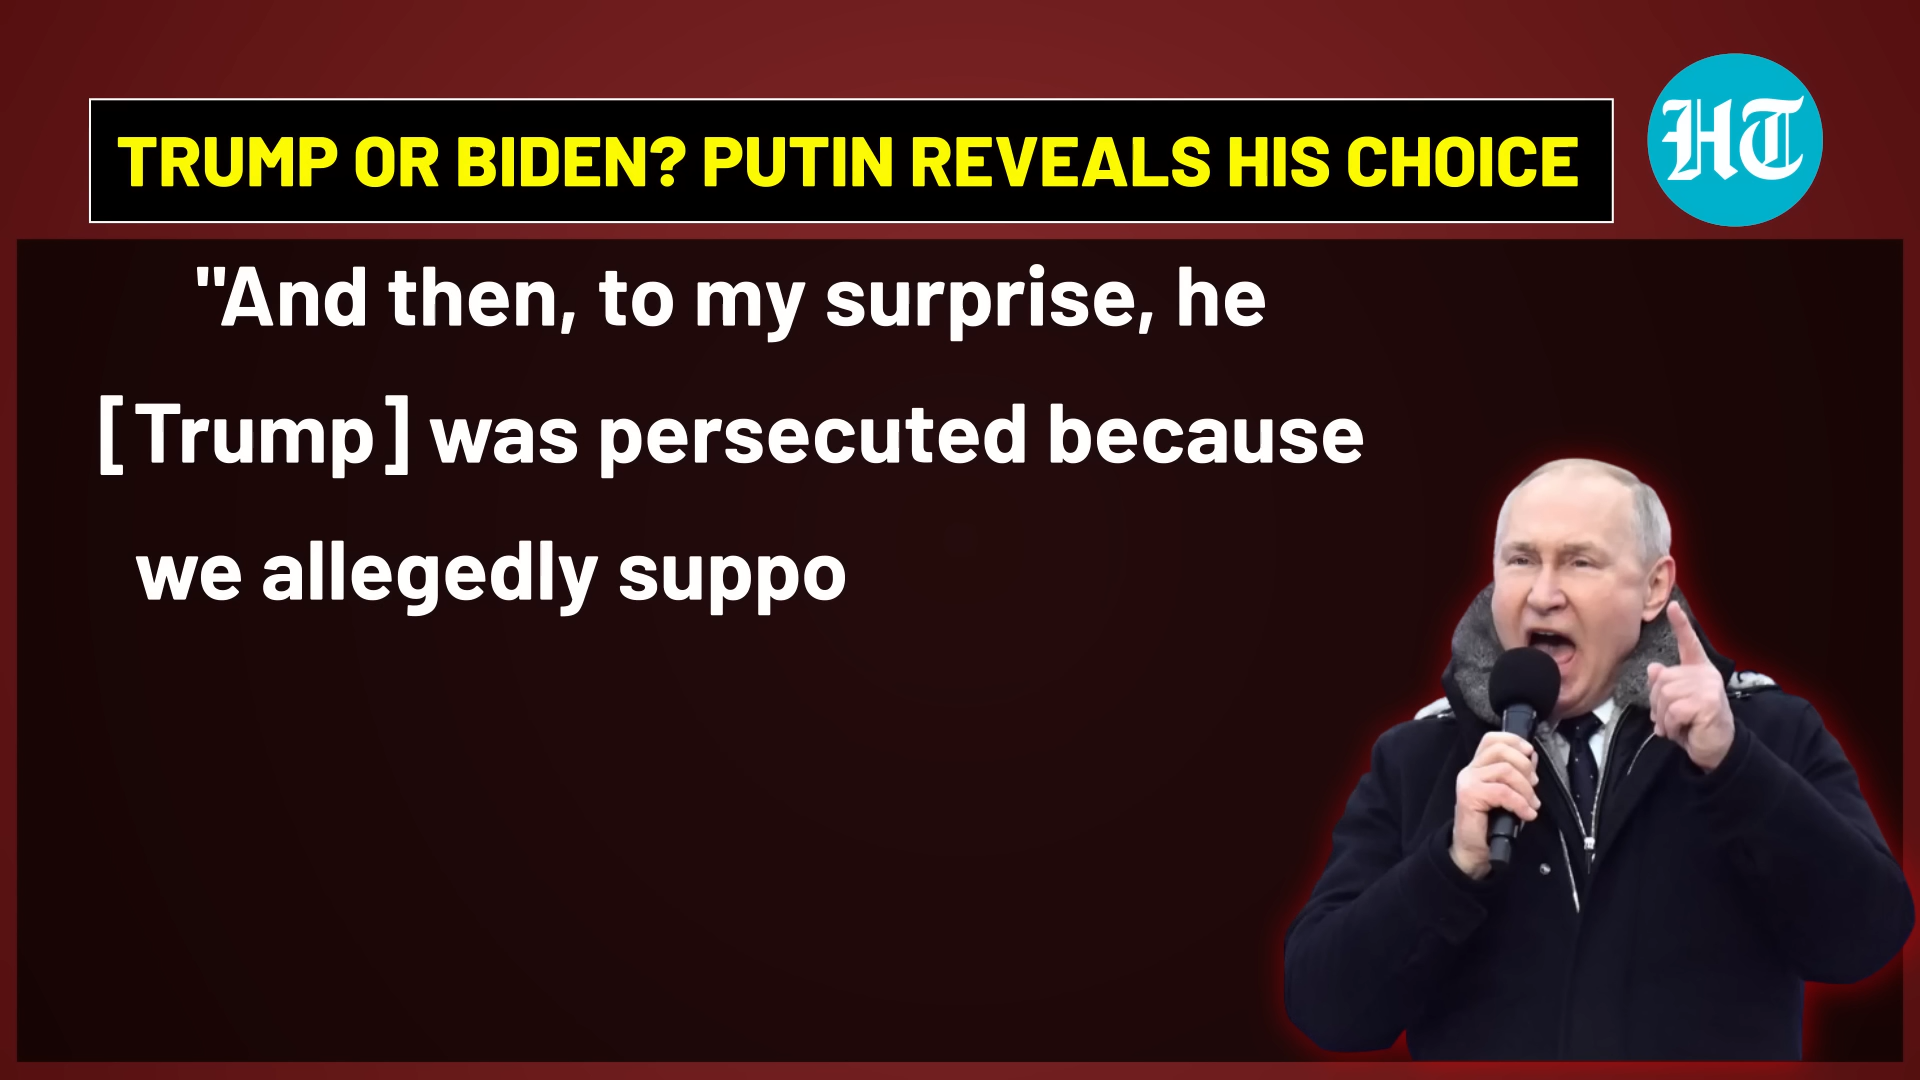 TRUMP OR BIDEN? PUTIN REVEALS HIS CHOICE
HT
"And then, to my surprise, he
[Trump] was persecuted because
we allegedly suppo